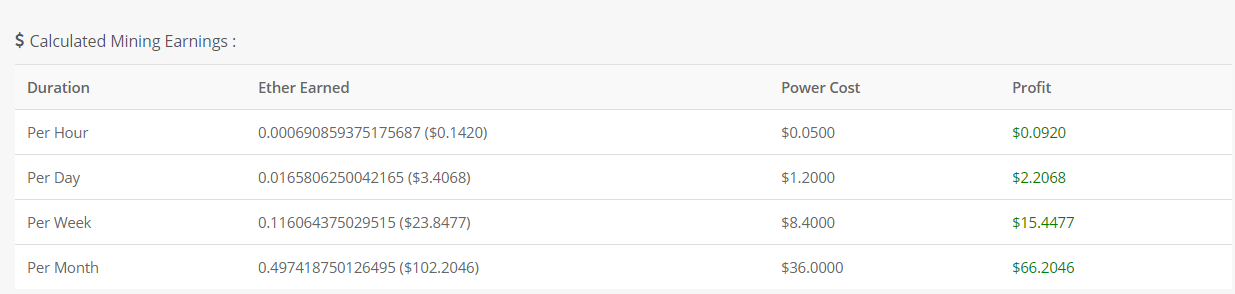 $ Calculated Mining Earnings :
Duration Ether Earned Power Cost Profit
Per Hour 0.000690859375175687 ($0.1420) $0.0500 $0.0920
Per Day 0.0165806250042165 ($3.4068) $1.2000 $2.2068
Per Week 0.116064375029515 ($23.8477) $8.4000 $15.4477
Per Month 0.497418750126495 ($102.2046) $36.0000 $66.2046